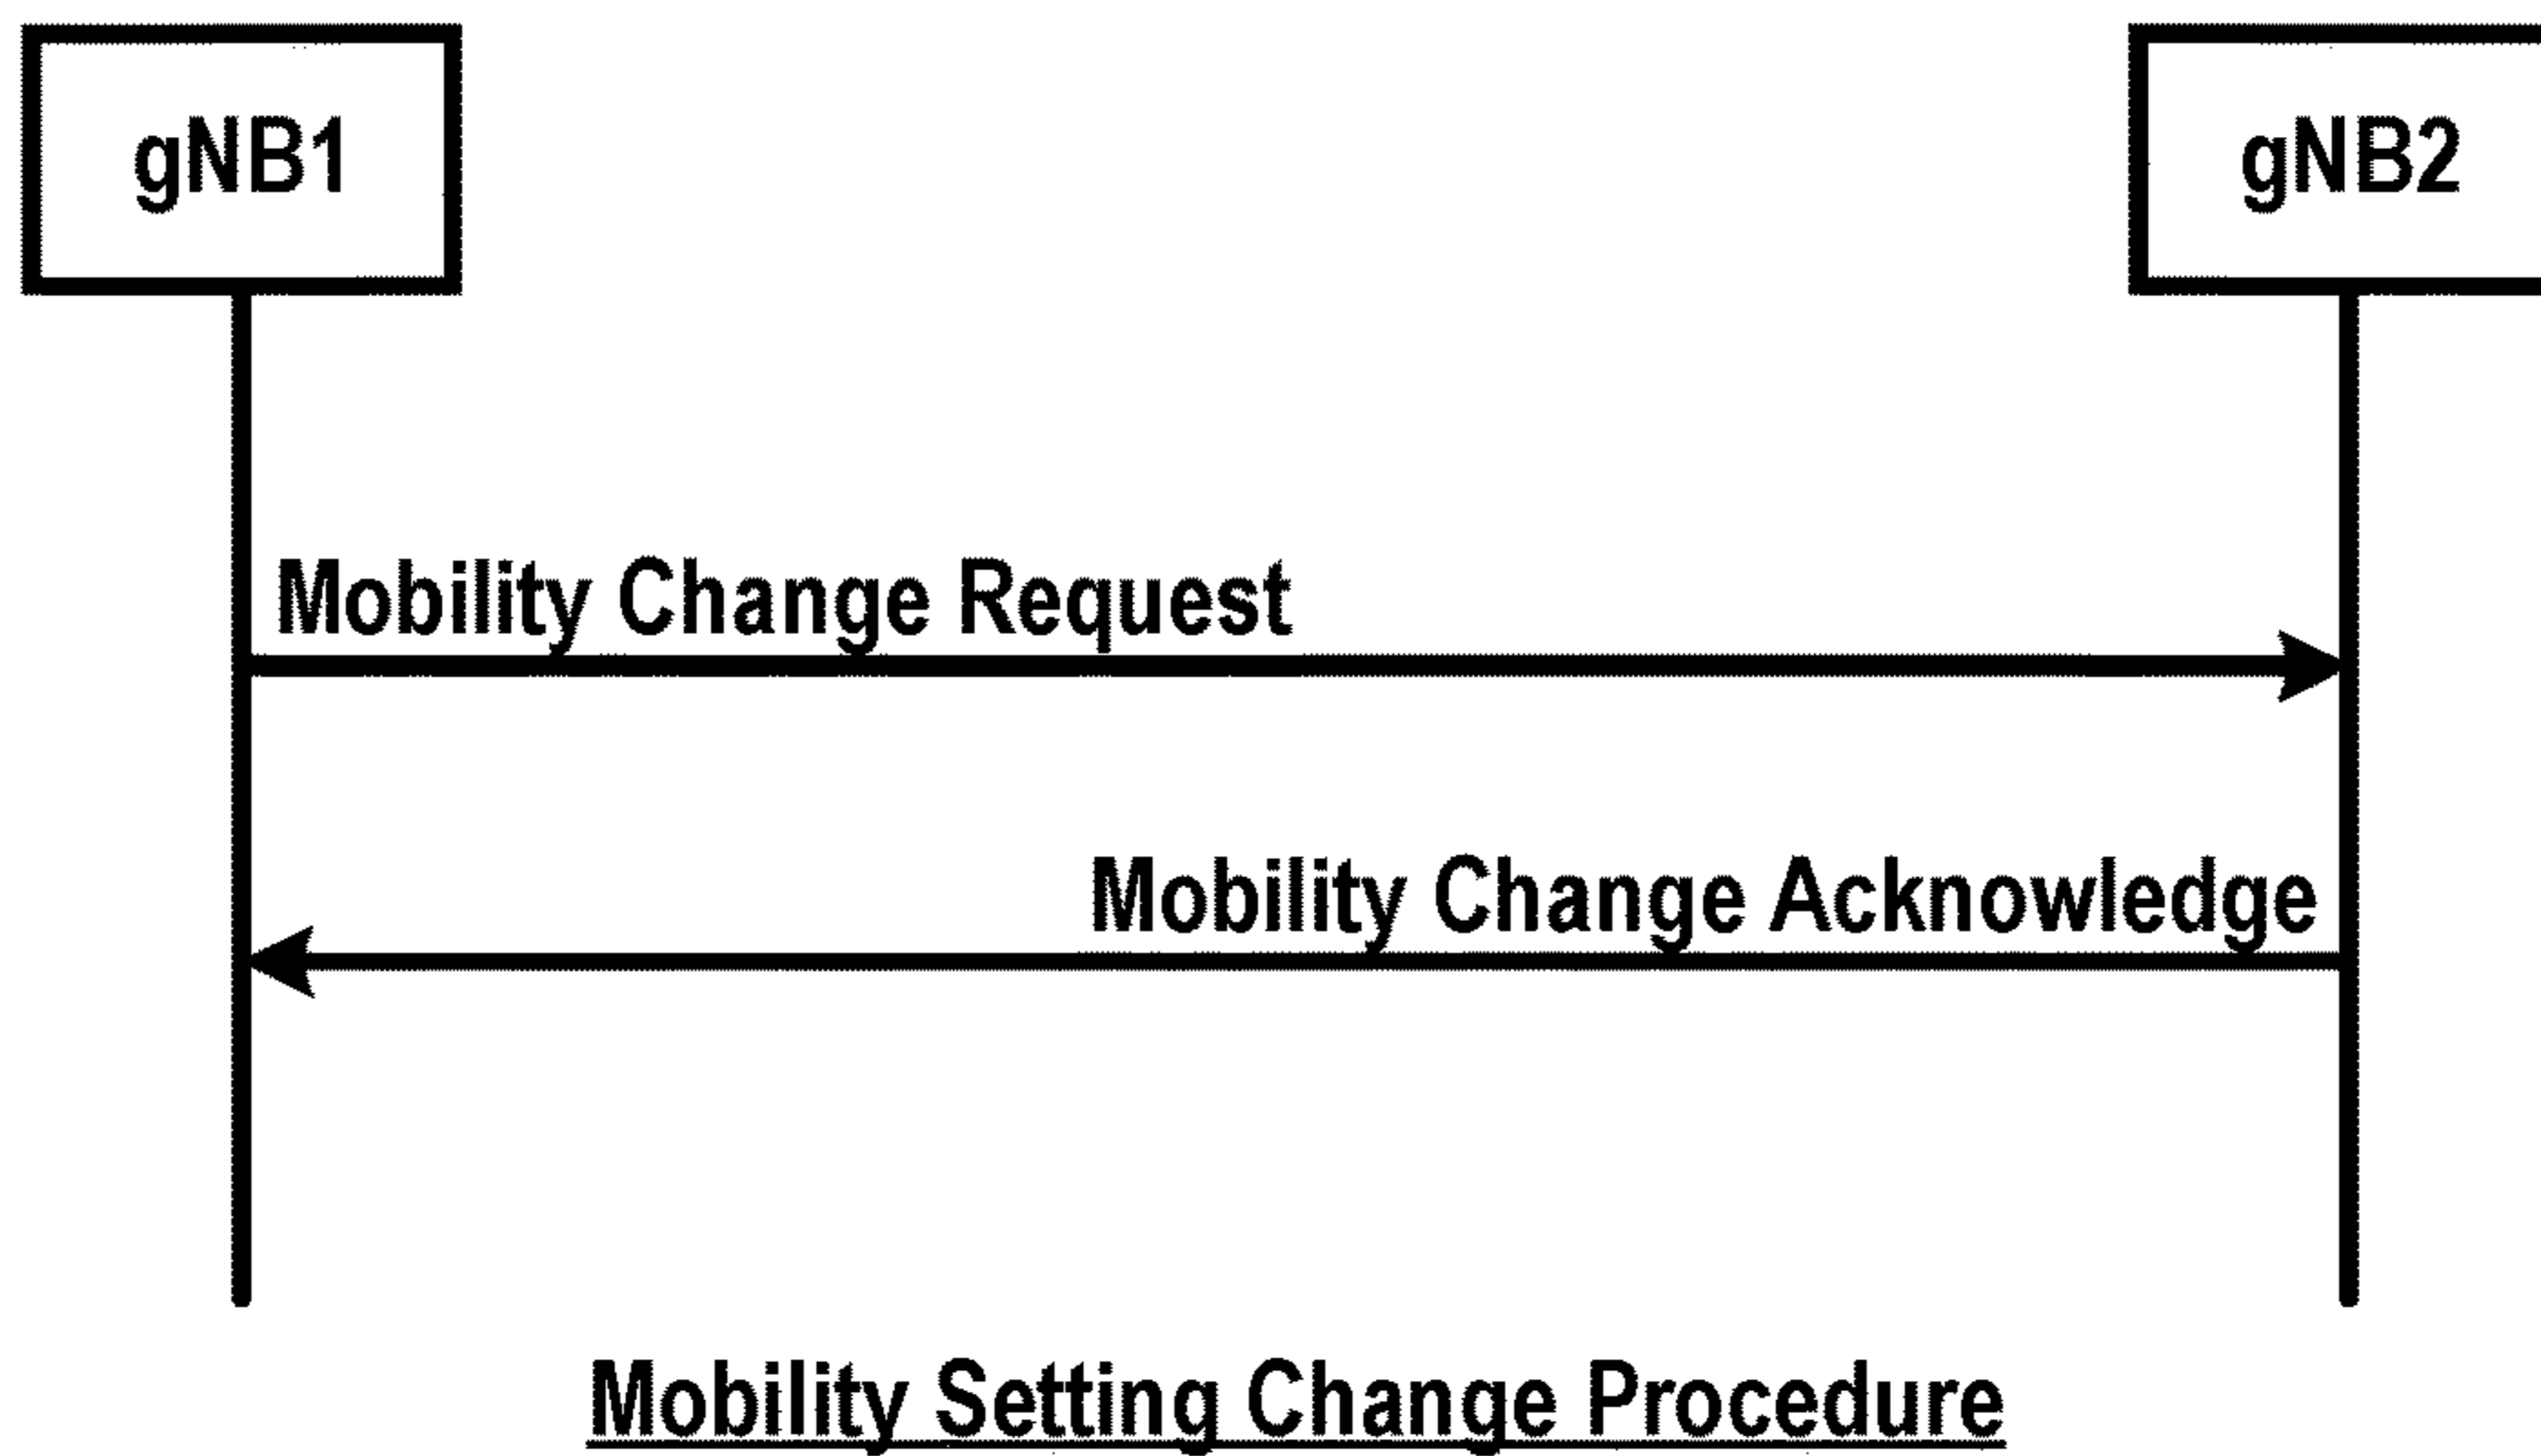 gNB1
gNB2
Mobility Change Request
Mobility Change Acknowledge
Mobility Setting Change Procedure